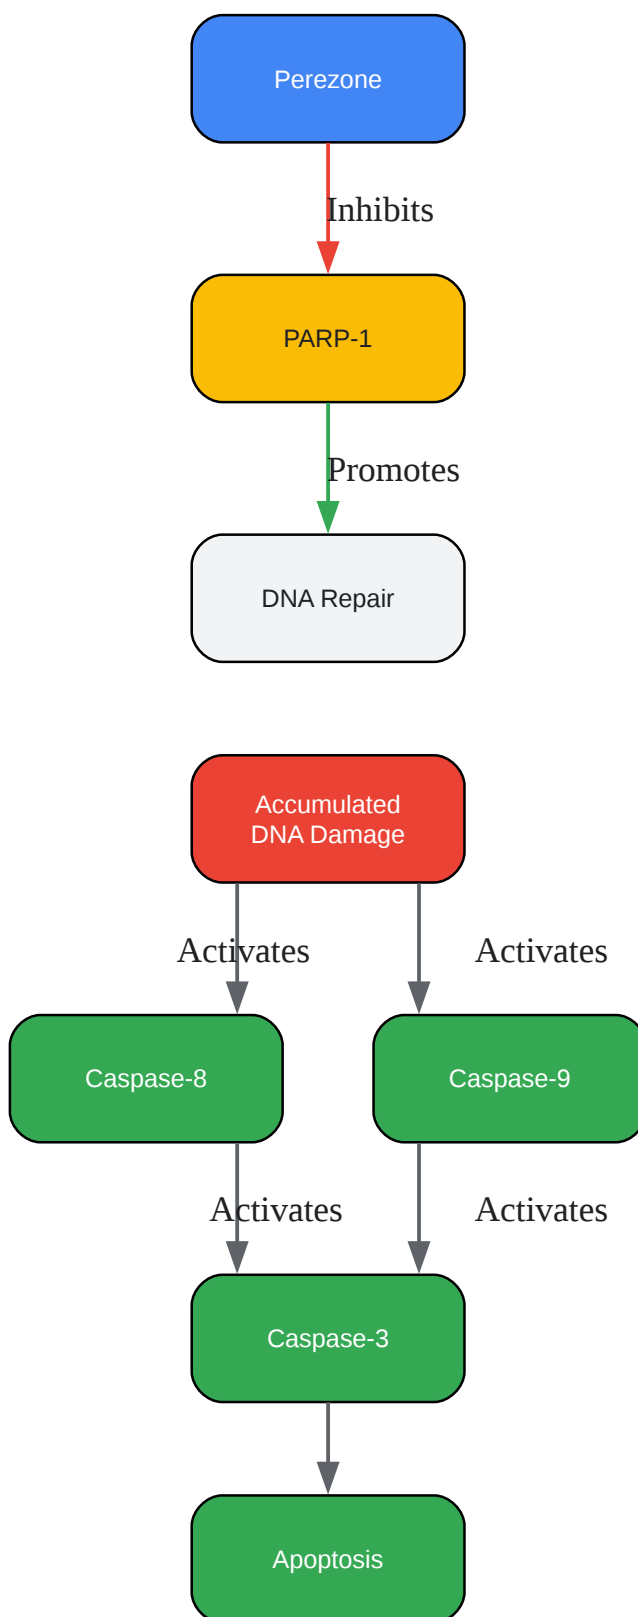 Perezone
Inhibits
PARP-1
Promotes
DNA Repair
Accumulated
DNA Damage
Activates
Activates
Caspase-8
Caspase-9
Activates
Activates
Caspase-3
Apoptosis